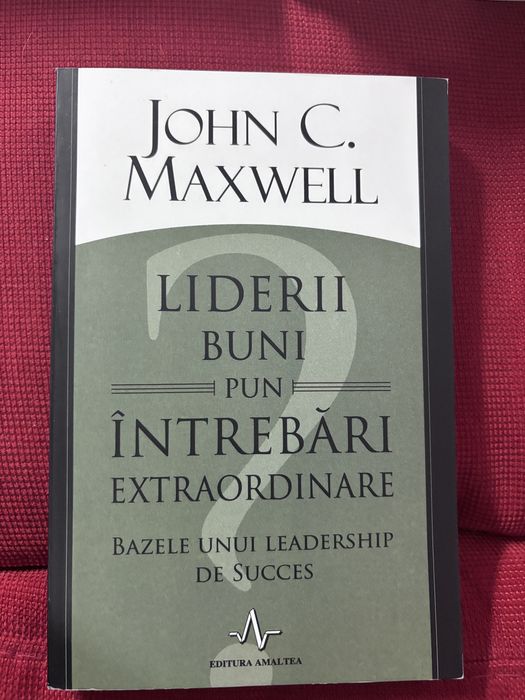 JOHN C.
MAXWELL
LIDERII
BUNI
PUN
ÎNTREBĂRI
EXTRAORDINARE
BAZELE UNUI LEADERSHIP
DE SUCCES
EDITURA AMALTEA